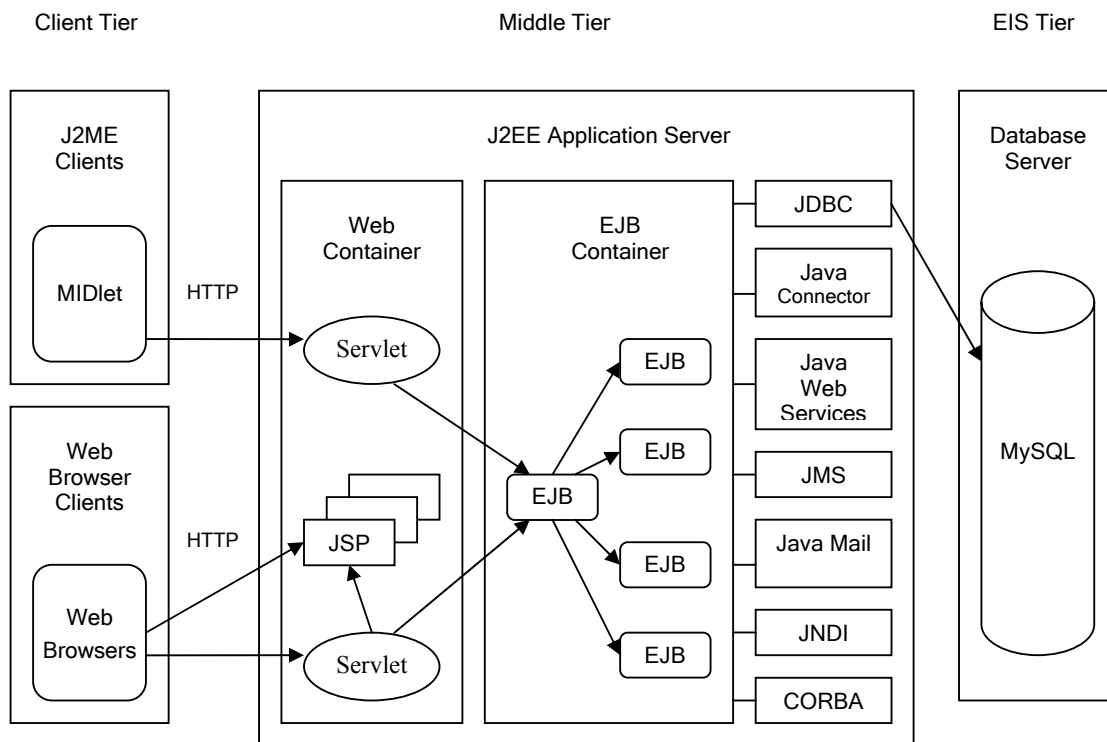 Client Tier
Middle Tier
EIS Tier
J2ME
Clients
MIDlet
HTTP
Web
Browser
Clients
HTTP
Web
Browsers
J2EE Application Server
Web
Container
Servlet
JSP
Servlet
EJB
Container
EJB
EJB
EJB
EJB
EJB
JDBC
Java
Connector
Java
Web
Services
JMS
Java Mail
JNDI
CORBA
Database
Server
MySQL